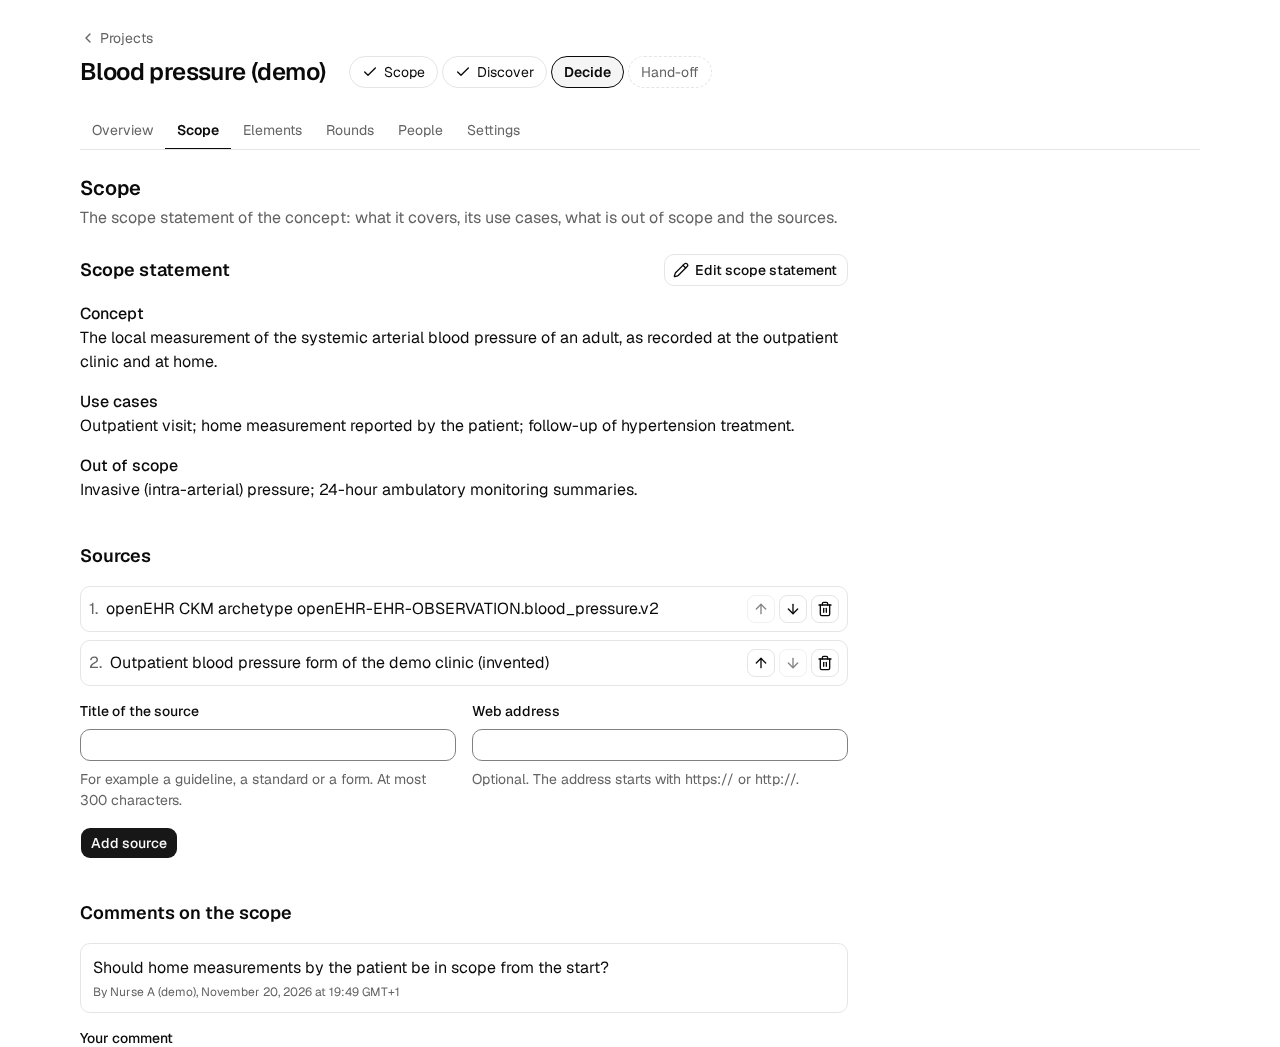 Projects
Blood pressure (demo)
Scope
Discover
Decide
Hand-off
Overview
Scope
Elements
Rounds
People
Settings
Scope
The scope statement of the concept: what it covers, its use cases, what is out of scope and the sources.
Scope statement
Edit scope statement
Concept
The local measurement of the systemic arterial blood pressure of an adult, as recorded at the outpatient
clinic and at home.
Use cases
Outpatient visit; home measurement reported by the patient; follow-up of hypertension treatment.
Out of scope
Invasive (intra-arterial) pressure; 24-hour ambulatory monitoring summaries.
Sources
1. openEHR CKM archetype openEHR-EHR-OBSERVATION.blood_pressure.v2
2. Outpatient blood pressure form of the demo clinic (invented)
Title of the source
Web address
For example a guideline, a standard or a form. At most
300 characters.
Optional. The address starts with https:// or http://.
Add source
Comments on the scope
Should home measurements by the patient be in scope from the start?
By Nurse A (demo), November 20, 2026 at 19:49 GMT+1
Your comment